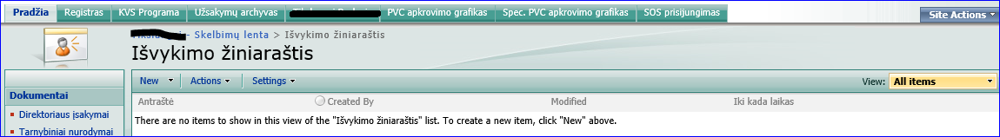 Pradžia Registras KVS Programa Užsakymų archyvas PVC apkrovimo grafikas Spec. PVC apkrovimo grafikas SOS prisijungimas
Site Actions
- Skelbimų lenta > Išvykimo žiniaraštis
Išvykimo žiniaraštis
New Actions Settings View: All items
Dokumentai
Antraštė Created By Modified Iki kada laikas
Direktoriaus įsakymai
There are no items to show in this view of the "Išvykimo žiniaraštis" list. To create a new item, click "New" above.
Tarnybiniai nurodymai